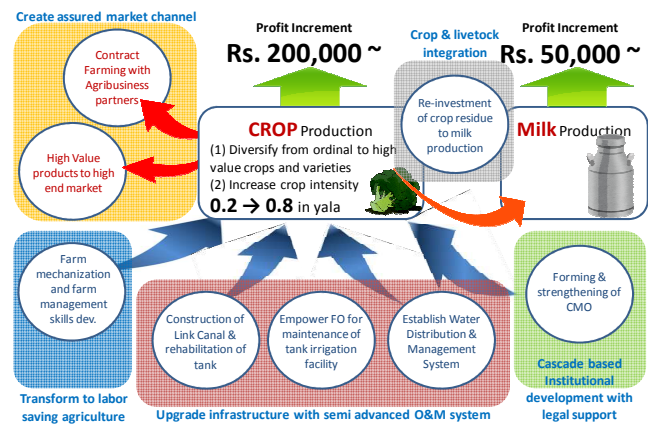 Create assured market channel
Contract
Farming with
Agribusiness
partners
High Value
products to high
end market
Profit Increment
Rs. 200,000 ~
Crop & livetock
integration
Profit Increment
Rs. 50,000 ~
Re-investment
of crop residue
to milk
production
CROP Production
(1) Diversify from ordinal to high
value crops and varieties
(2) Increase crop intensity
0.2 → 0.8 in yala
Milk Production
Farm
mechanization
and farm
management
skills dev.
Transform to labor
saving agriculture
Construction of
Link Canal &
rehabilitation of
tank
Empower FO for
maintenance of
tank irrigation
facility
Establish Water
Distribution &
Management
System
Upgrade infrastructure with semi advanced O&M system
Forming &
strengthening of
CMO
Cascade based
Institutional
development with
legal support